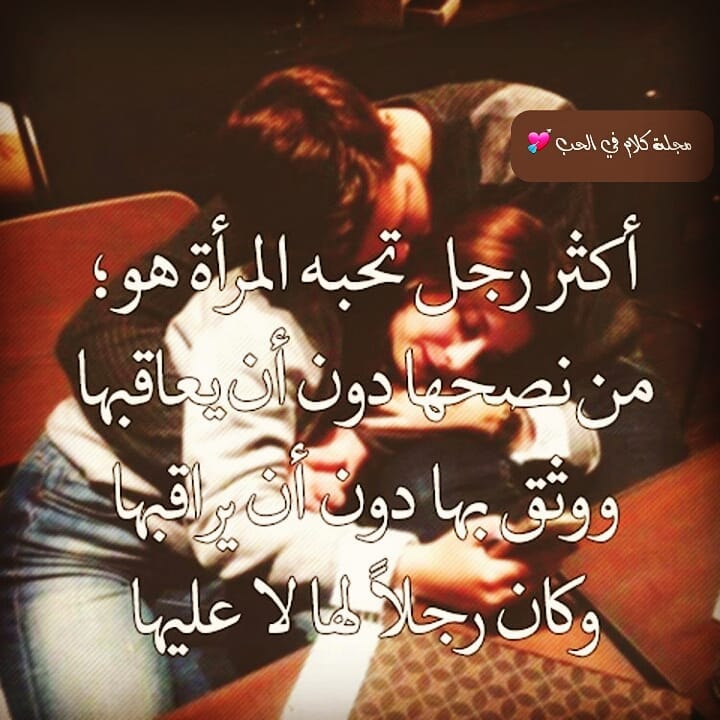 مجلة كلام في الحب 💘
أكثر رجل تحبه المرأة هو؛
من نصحها دون أن يعاقبها
ووثق بها دون أن يراقبها
وكان رجلاً لها لا عليها